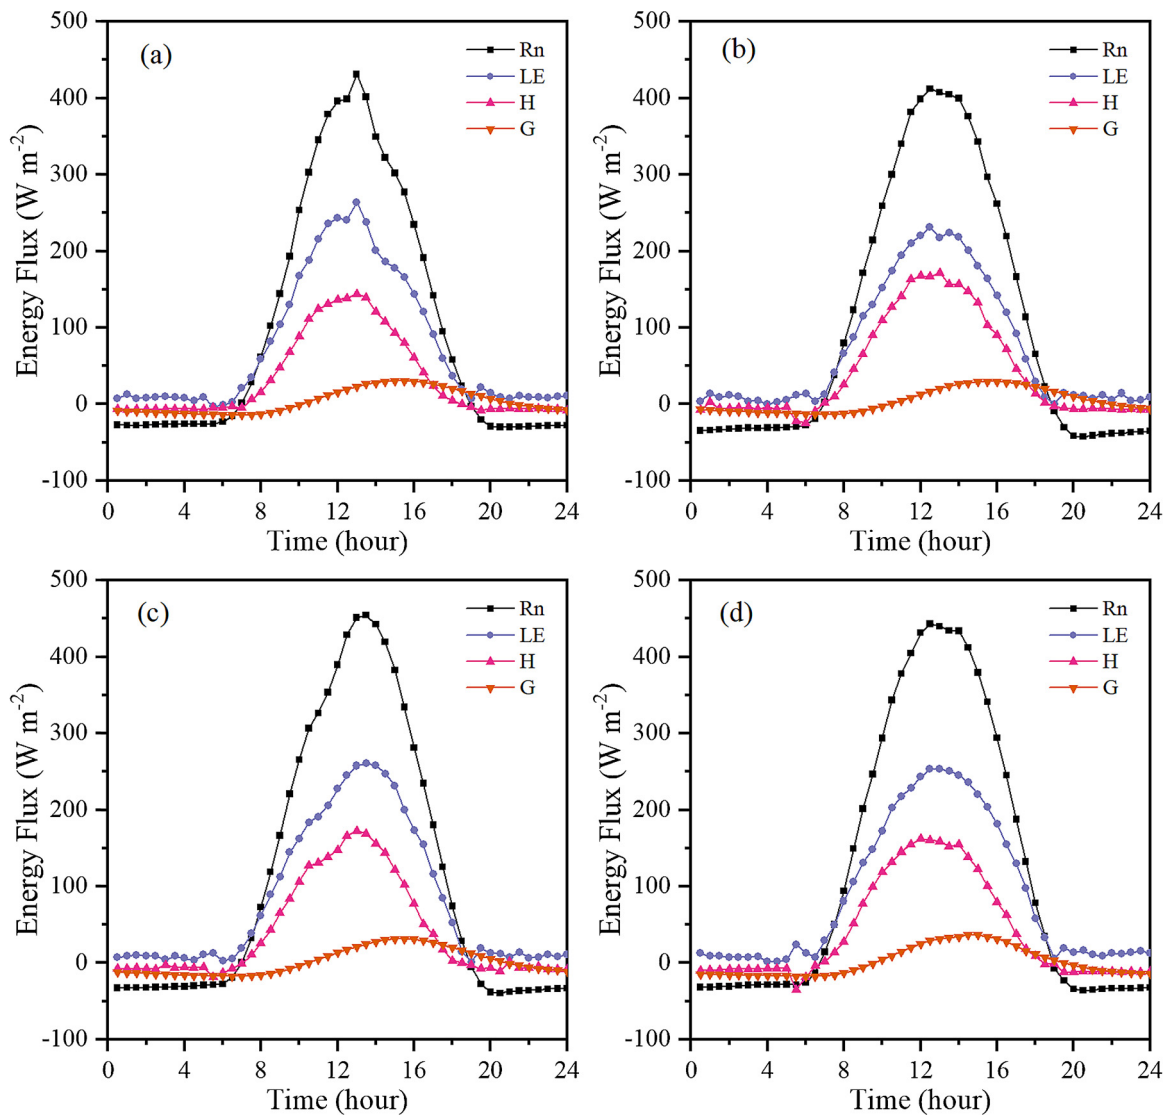 500
400
300
200
100
0
-100
Energy Flux (W m-2)
(a)
Rn
LE
H
G
0 4 8 12 16 20 24
Time (hour)
500
400
300
200
100
0
-100
Energy Flux (W m-2)
(b)
Rn
LE
H
G
0 4 8 12 16 20 24
Time (hour)
500
400
300
200
100
0
-100
Energy Flux (W m-2)
(c)
Rn
LE
H
G
0 4 8 12 16 20 24
Time (hour)
500
400
300
200
100
0
-100
Energy Flux (W m-2)
(d)
Rn
LE
H
G
0 4 8 12 16 20 24
Time (hour)